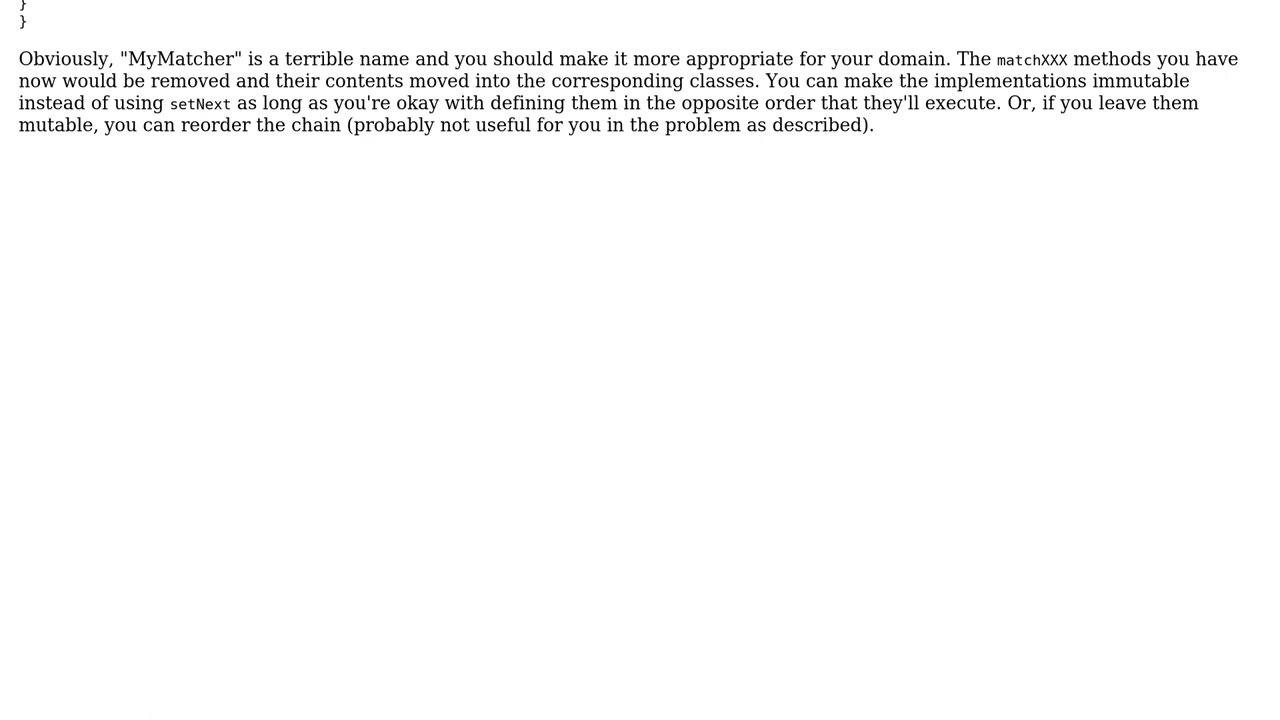 }
}
Obviously, "MyMatcher" is a terrible name and you should make it more appropriate for your domain. The matchXXX methods you have
now would be removed and their contents moved into the corresponding classes. You can make the implementations immutable
instead of using setNext as long as you're okay with defining them in the opposite order that they'll execute. Or, if you leave them
mutable, you can reorder the chain (probably not useful for you in the problem as described).